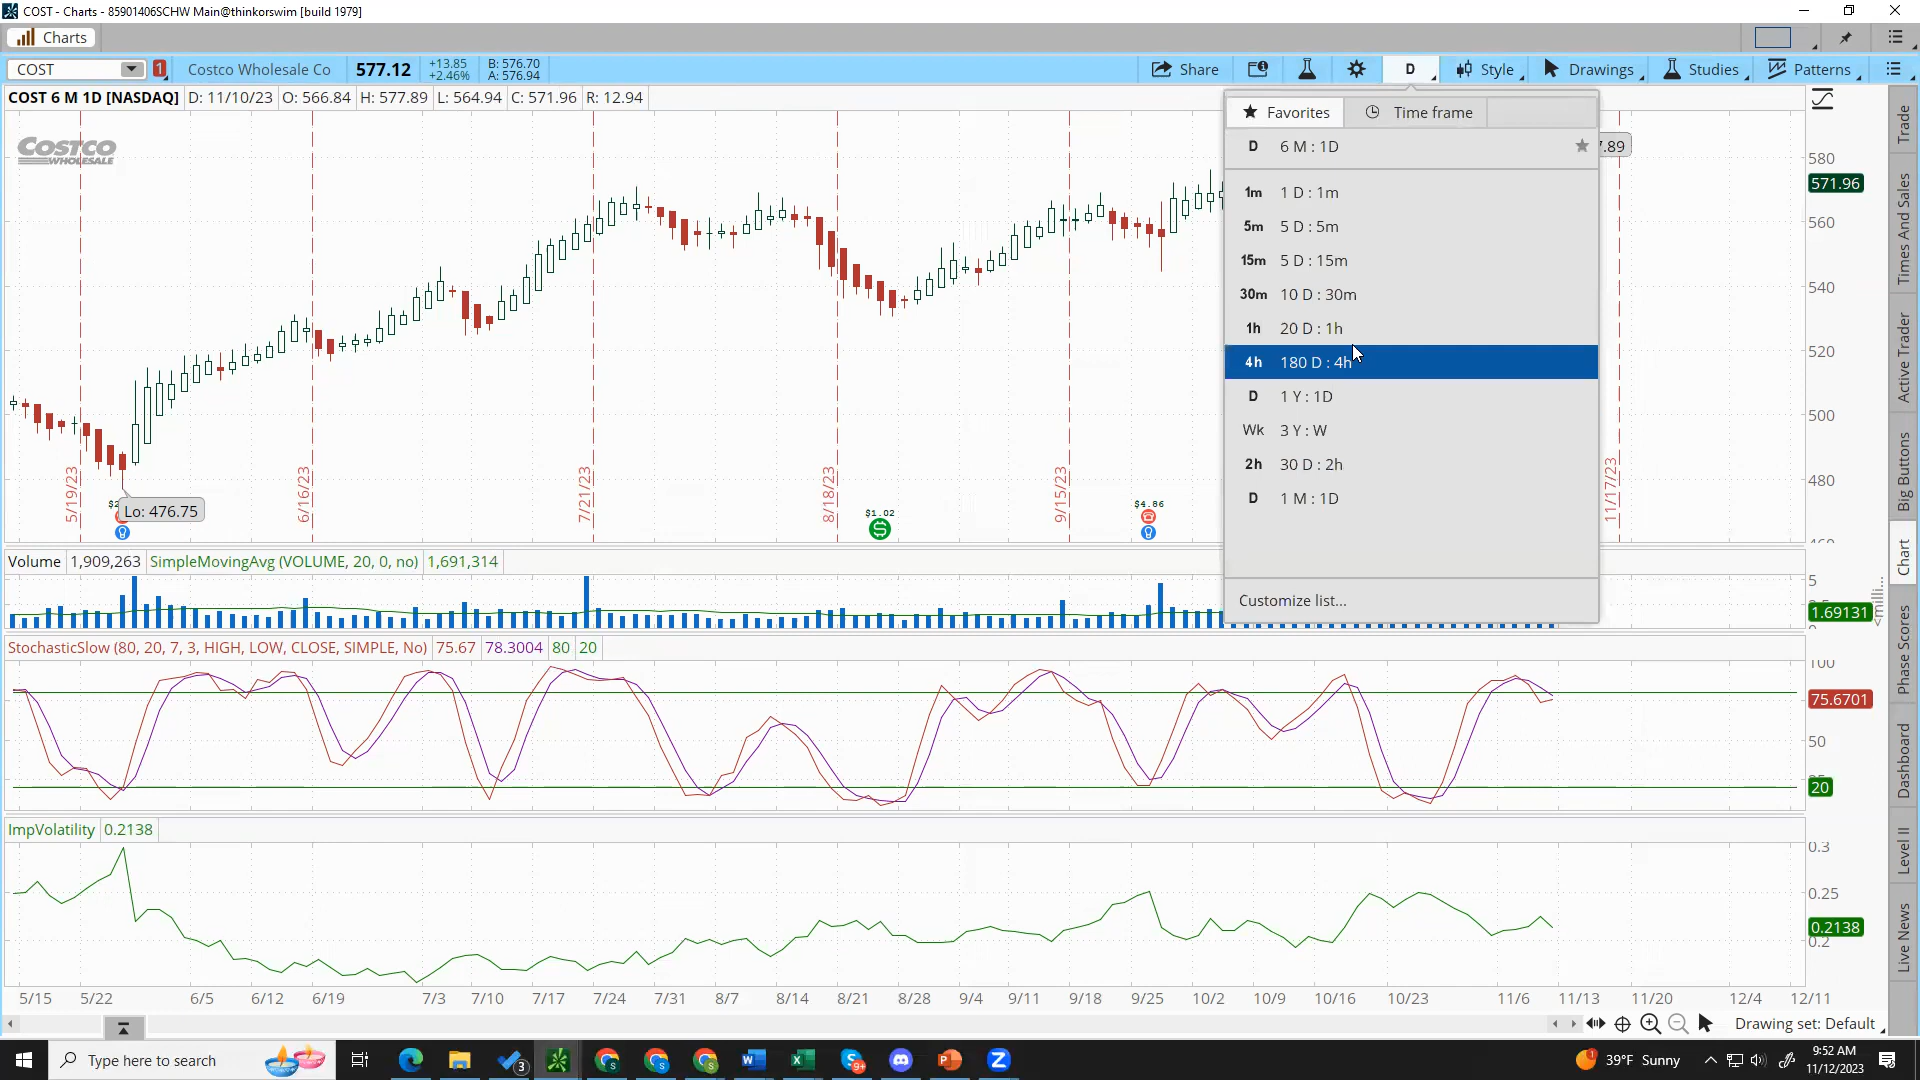 COST - Charts - 85901406SCHW Main@thinkorswim [build 1979]
Charts
COST 1 Costco Wholesale Co 577.12 +13.85 +2.46% B: 576.70 A: 576.94 Share D Style Drawings Studies Patterns
COST 6 M 1D [NASDAQ] D: 11/10/23 O: 566.84 H: 577.89 L: 564.94 C: 571.96 R: 12.94
Favorites Time frame
D 6 M : 1D
7.89
1m 1 D : 1m
5m 5 D : 5m
15m 5 D : 15m
30m 10 D : 30m
1h 20 D : 1h
4h 180 D : 4h
D 1 Y : 1D
Wk 3 Y : W
2h 30 D : 2h
D 1 M : 1D
Customize list...
COSTCO
WHOLESALE
580
571.96
560
540
520
500
480
5/19/23 6/16/23 7/21/23 8/18/23 9/15/23 11/17/23
Lo: 476.75
$1.02
$4.86
Volume 1,909,263 SimpleMovingAvg (VOLUME, 20, 0, no) 1,691,314
5
1.69131
StochasticSlow (80, 20, 7, 3, HIGH, LOW, CLOSE, SIMPLE, No) 75.67 78.3004 80 20
100
75.6701
50
20
ImpVolatility 0.2138
0.3
0.25
0.2138
0.2
5/15 5/22 6/5 6/12 6/19 7/3 7/10 7/17 7/24 7/31 8/7 8/14 8/21 8/28 9/4 9/11 9/18 9/25 10/2 10/9 10/16 10/23 11/6 11/13 11/20 12/4 12/11
Drawing set: Default
Trade
Times And Sales
Active Trader
Big Buttons
Chart
Phase Scores
Dashboard
Level II
Live News
Type here to search
3
9+
39°F Sunny
9:52 AM
11/12/2023